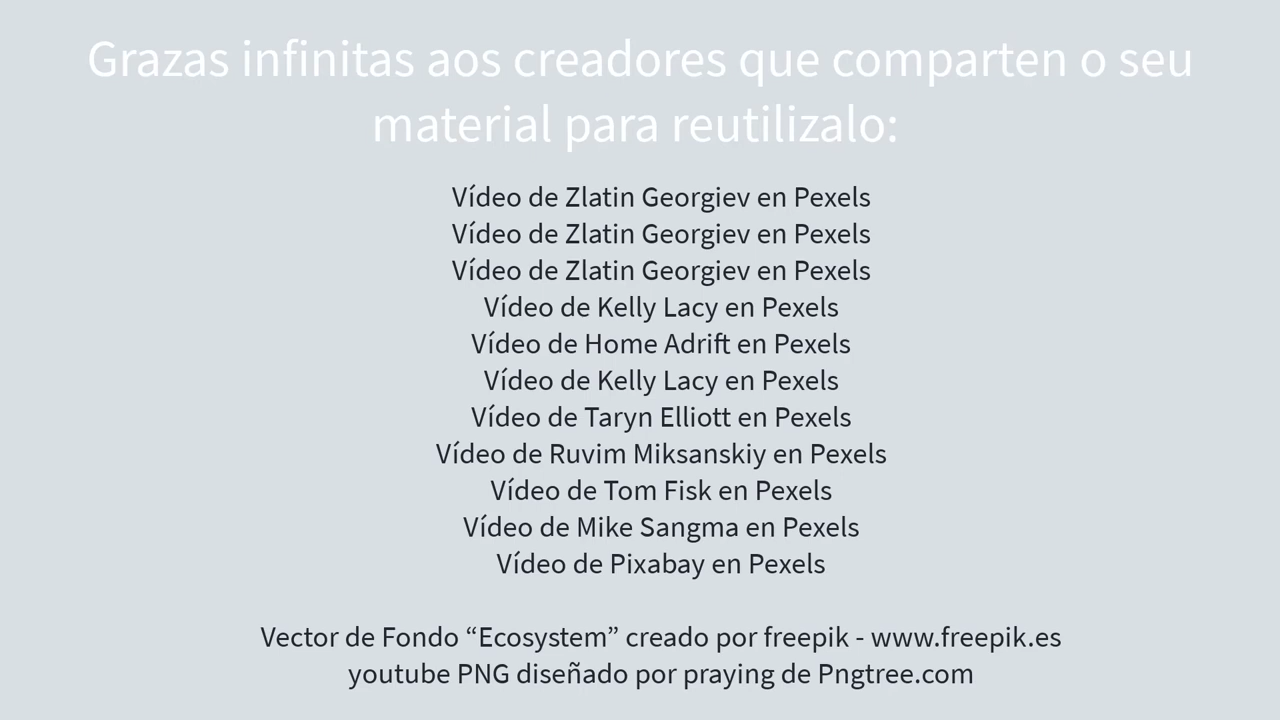 Grazas infinitas aos creadores que comparten o seu
material para reutilizalo:
Vídeo de Zlatin Georgiev en Pexels
Vídeo de Zlatin Georgiev en Pexels
Vídeo de Zlatin Georgiev en Pexels
Vídeo de Kelly Lacy en Pexels
Vídeo de Home Adrift en Pexels
Vídeo de Kelly Lacy en Pexels
Vídeo de Taryn Elliott en Pexels
Vídeo de Ruvim Miksanskiy en Pexels
Vídeo de Tom Fisk en Pexels
Vídeo de Mike Sangma en Pexels
Vídeo de Pixabay en Pexels
Vector de Fondo “Ecosystem” creado por freepik - www.freepik.es
youtube PNG diseñado por praying de Pngtree.com